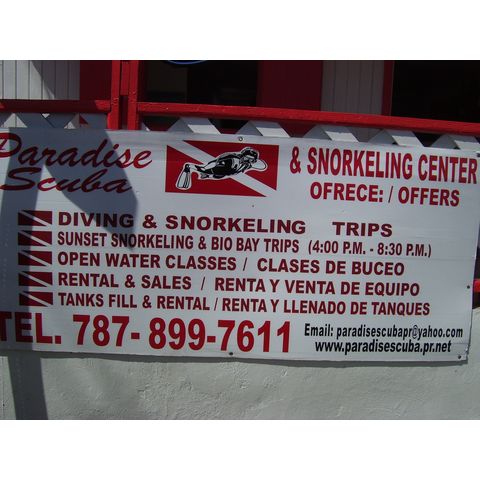 Paradise Scuba
& SNORKELING CENTER
OFRECE: / OFFERS
DIVING & SNORKELING TRIPS
SUNSET SNORKELING & BIO BAY TRIPS (4:00 P.M. - 8:30 P.M.)
OPEN WATER CLASSES / CLASES DE BUCEO
RENTAL & SALES / RENTA Y VENTA DE EQUIPO
TANKS FILL & RENTAL / RENTA Y LLENADO DE TANQUES
TEL. 787- 899-7611
Email: paradisescubapr@yahoo.com
www.paradisescuba.pr.net